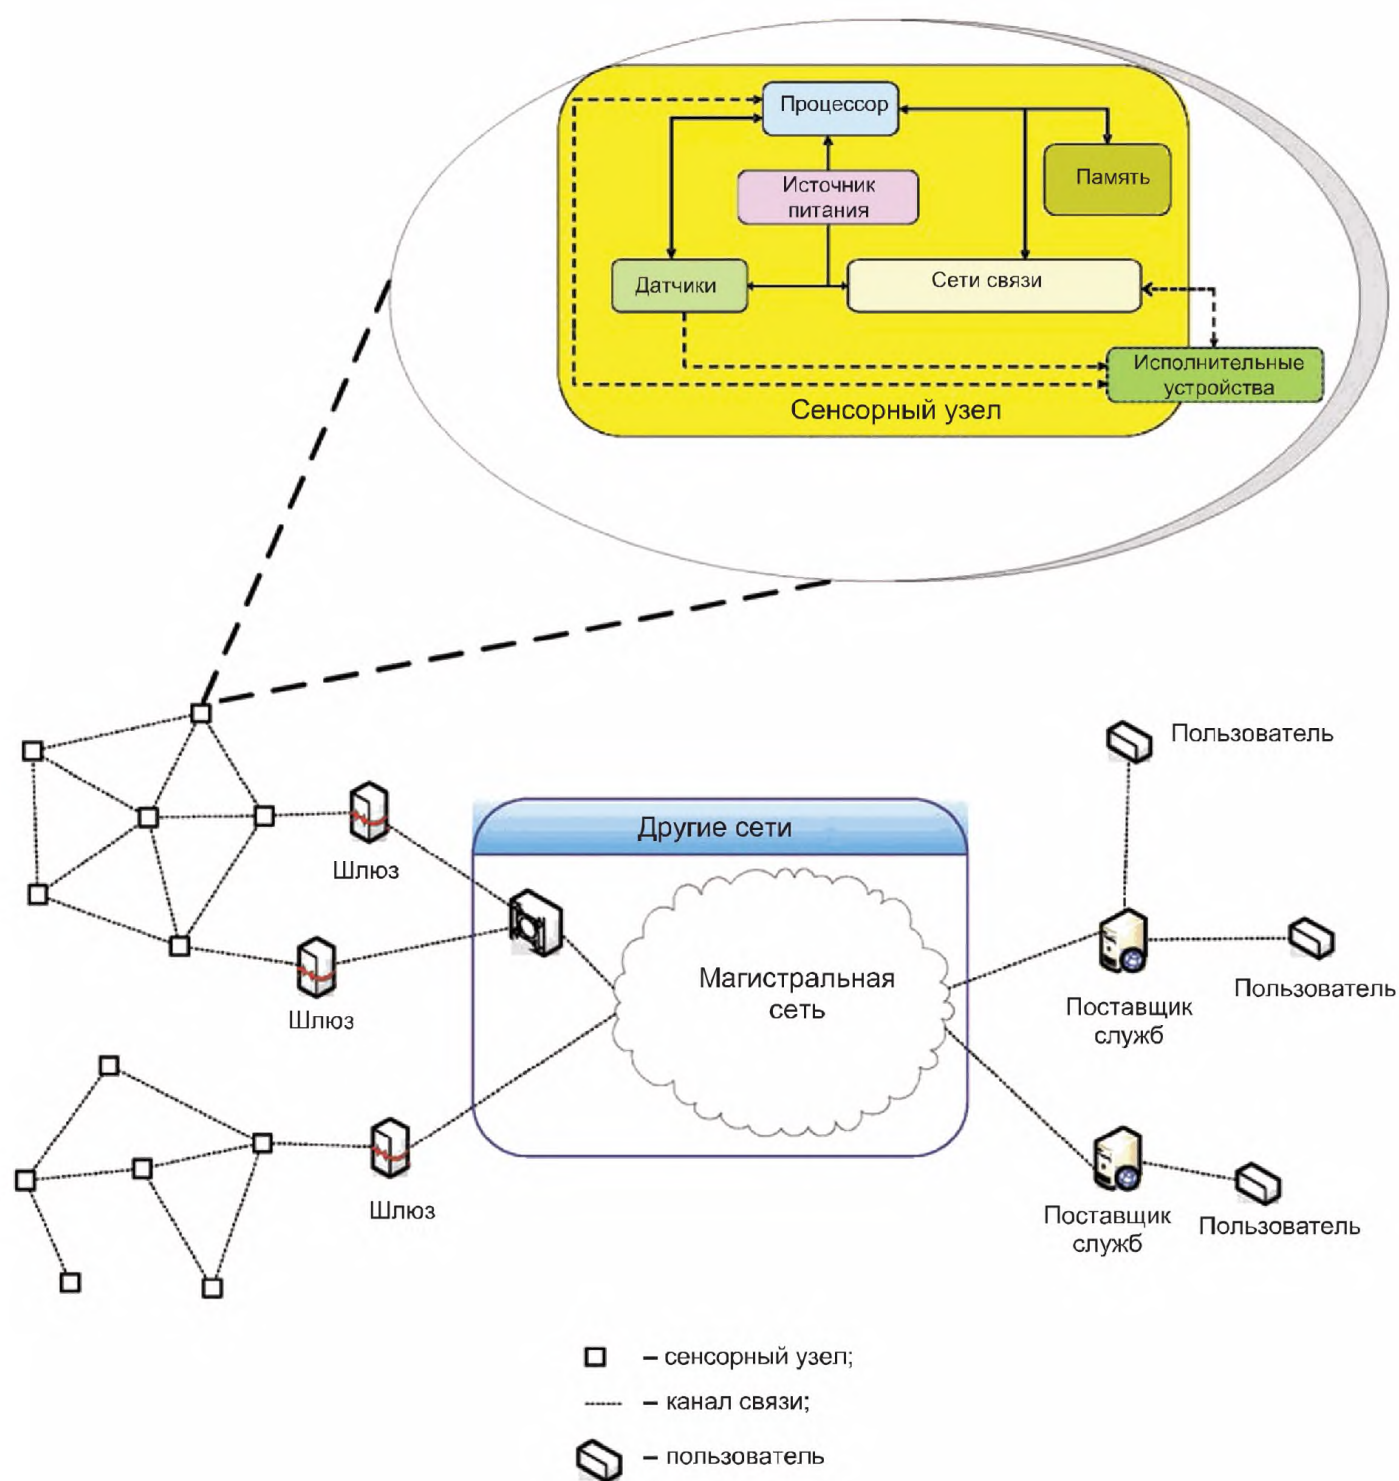 Процессор
Память
Источник
питания
Датчики
Сети связи
Исполнительные
устройства
Сенсорный узел
Пользователь
Шлюз
Другие сети
Магистральная
сеть
Поставщик
служб
Пользователь
Шлюз
Шлюз
Поставщик
служб
Пользователь
– сенсорный узел;
– канал связи;
– пользователь